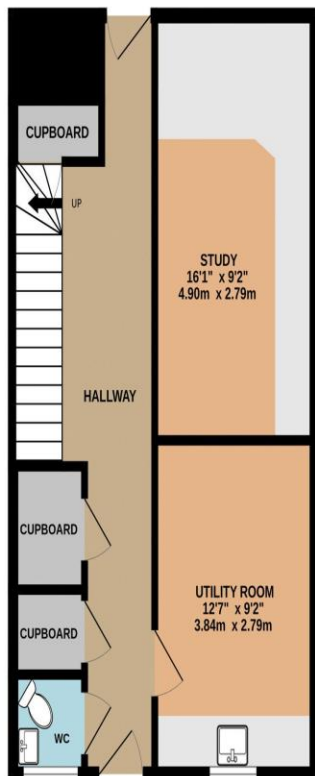 CUPBOARD
UP
STUDY
16'1" x 9'2"
4.90m x 2.79m
HALLWAY
CUPBOARD
UTILITY ROOM
12'7" x 9'2"
3.84m x 2.79m
CUPBOARD
WC